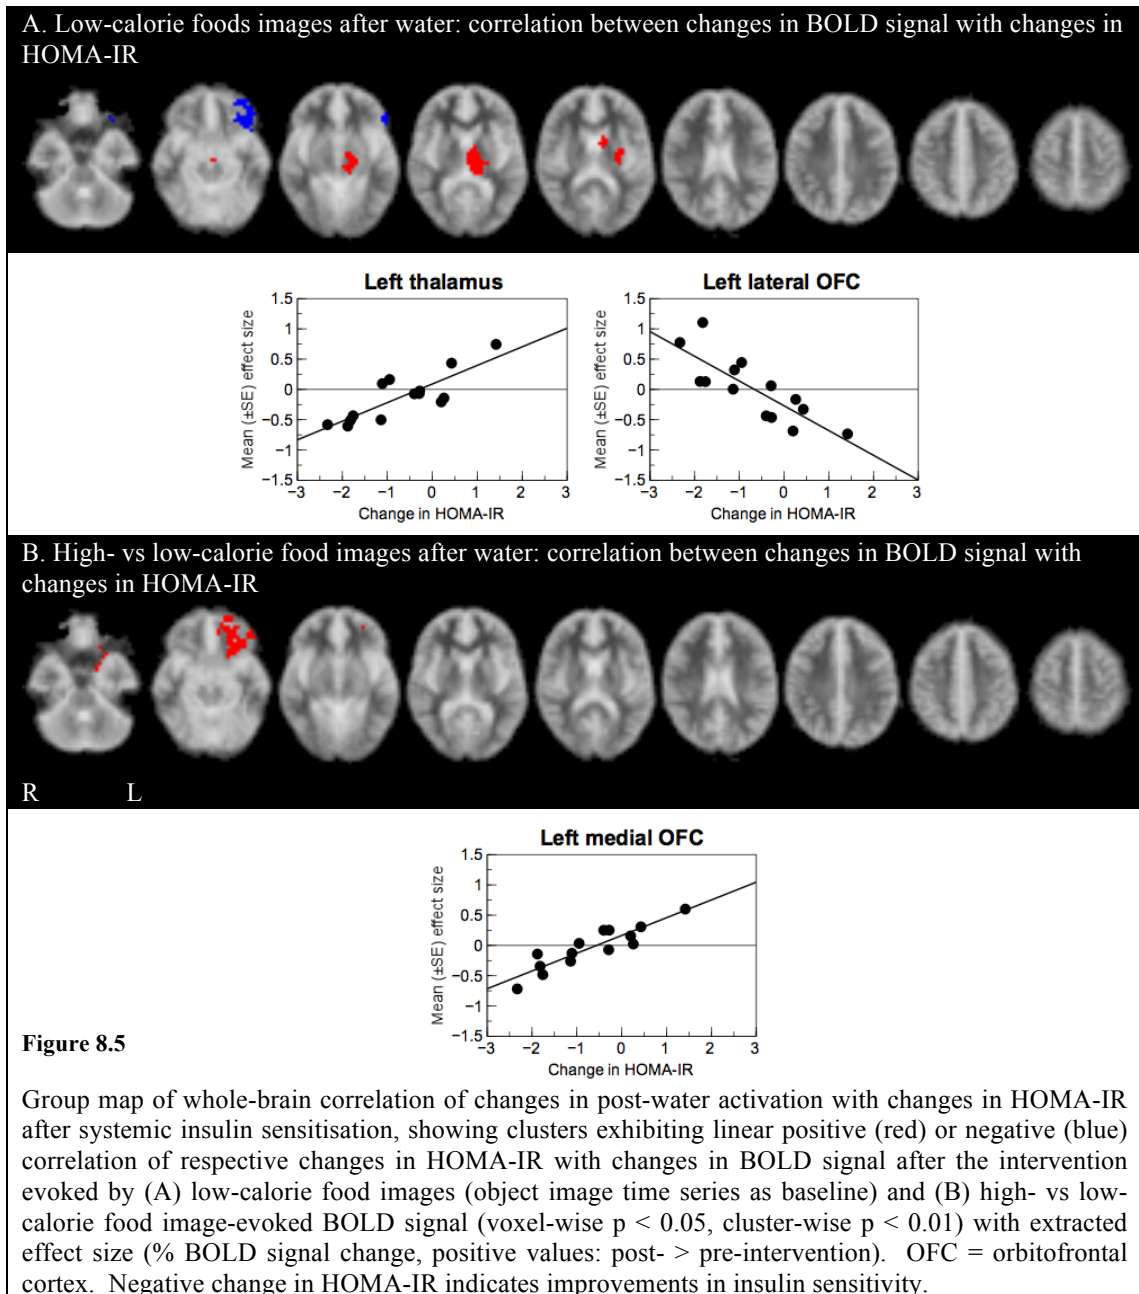 A. Low-calorie foods images after water: correlation between changes in BOLD signal with changes in
HOMA-IR
Left thalamus
Mean (±SE) effect size
1.5
1
0.5
0
−0.5
−1
−1.5
−3 −2 −1 0 1 2 3
Change in HOMA-IR
Left lateral OFC
Mean (±SE) effect size
1.5
1
0.5
0
−0.5
−1
−1.5
−3 −2 −1 0 1 2 3
Change in HOMA-IR
B. High- vs low-calorie food images after water: correlation between changes in BOLD signal with
changes in HOMA-IR
R L
Left medial OFC
Mean (±SE) effect size
1.5
1
0.5
0
−0.5
−1
−1.5
−3 −2 −1 0 1 2 3
Change in HOMA-IR
Figure 8.5
Group map of whole-brain correlation of changes in post-water activation with changes in HOMA-IR
after systemic insulin sensitisation, showing clusters exhibiting linear positive (red) or negative (blue)
correlation of respective changes in HOMA-IR with changes in BOLD signal after the intervention
evoked by (A) low-calorie food images (object image time series as baseline) and (B) high- vs low-
calorie food image-evoked BOLD signal (voxel-wise p < 0.05, cluster-wise p < 0.01) with extracted
effect size (% BOLD signal change, positive values: post- > pre-intervention). OFC = orbitofrontal
cortex. Negative change in HOMA-IR indicates improvements in insulin sensitivity.